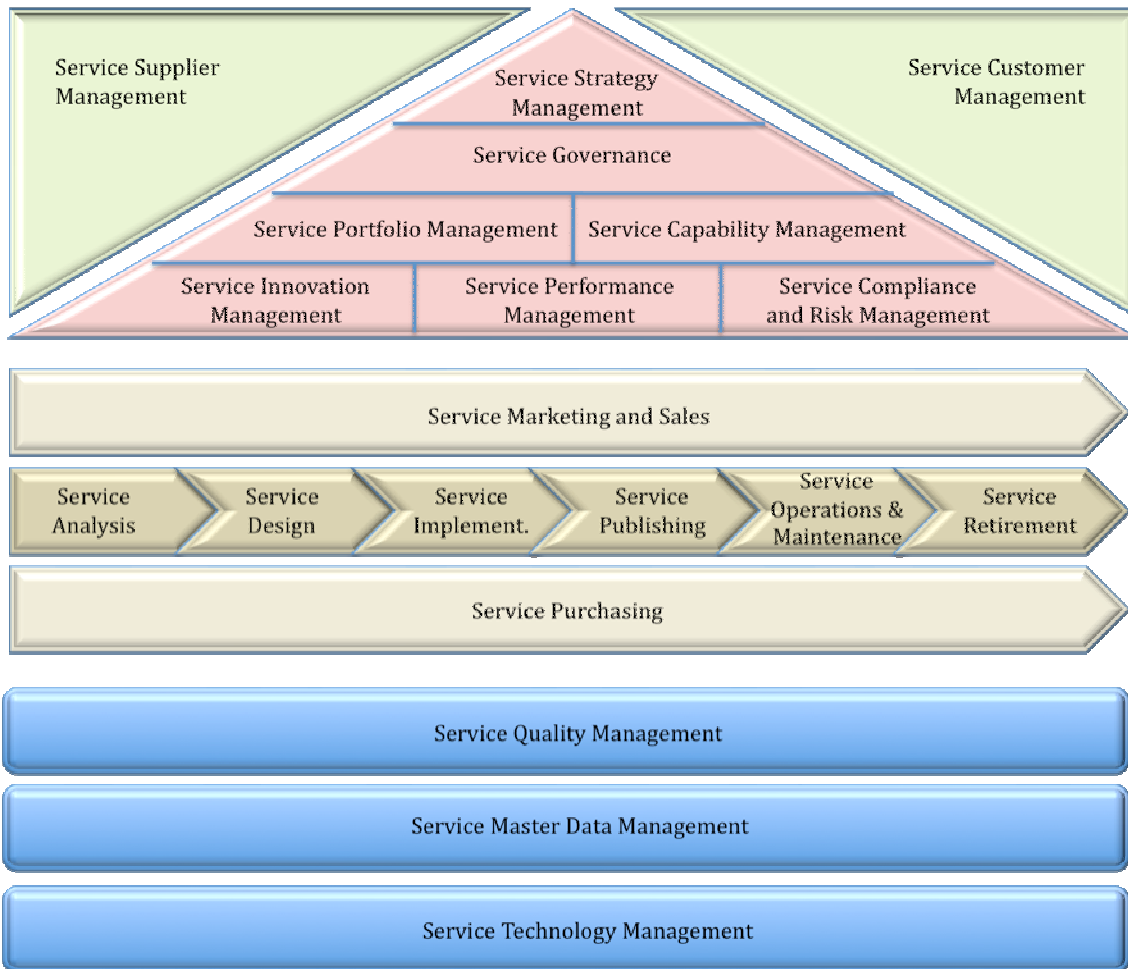 Service Supplier
Management
Service Customer
Management
Service Strategy
Management
Service Governance
Service Portfolio Management
Service Capability Management
Service Innovation
Management
Service Performance
Management
Service Compliance
and Risk Management
Service Marketing and Sales
Service
Analysis
Service
Design
Service
Implement.
Service
Publishing
Service
Operations &
Maintenance
Service
Retirement
Service Purchasing
Service Quality Management
Service Master Data Management
Service Technology Management